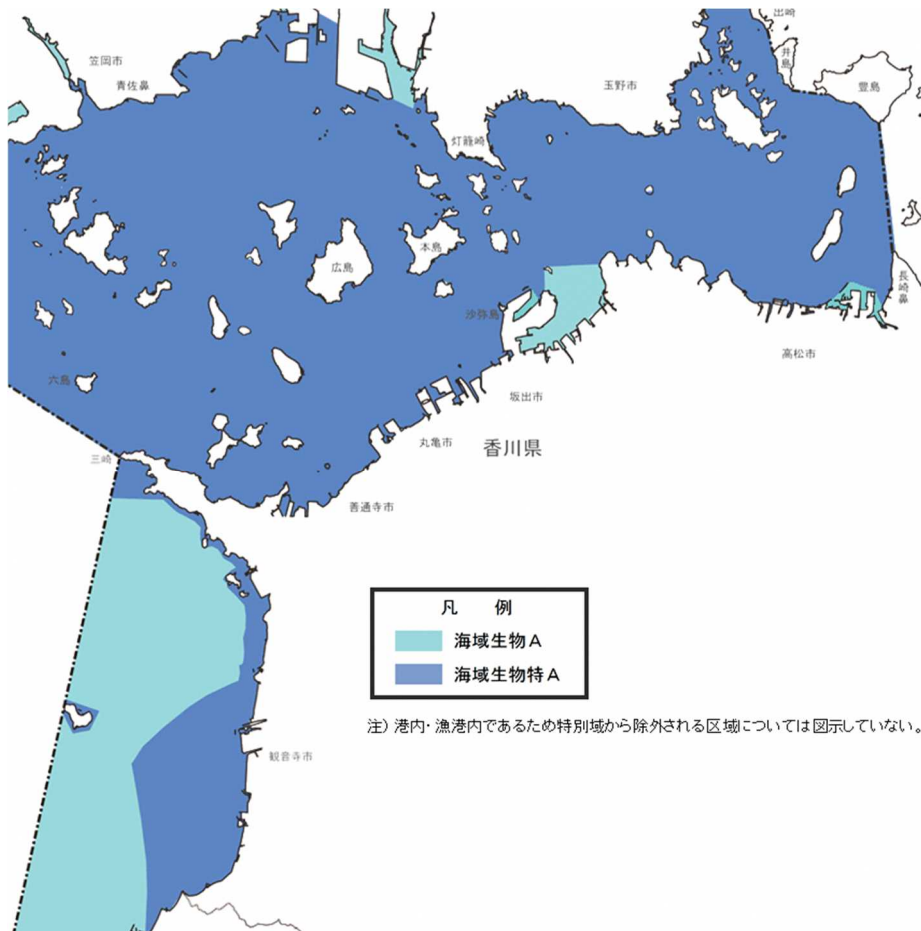 出崎
笠岡市
井島
青佐鼻
玉野市
豊島
灯籠崎
本島
広島
長崎鼻
沙弥島
高松市
六島
坂出市
丸亀市
香川県
三崎
善通寺市
凡 例
海域生物A
海域生物特A
注) 港内・漁港内であるため特別域から除外される区域については図示していない。
観音寺市